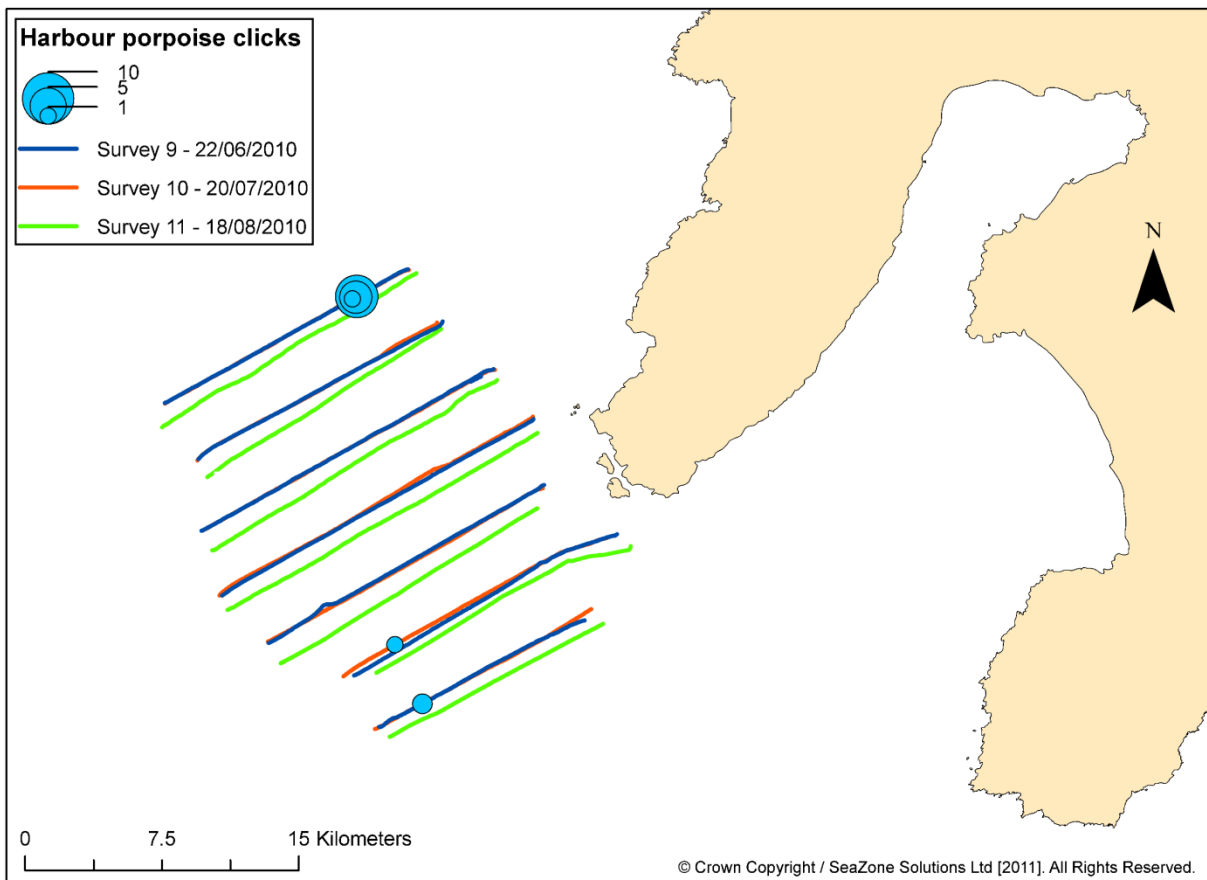 Harbour porpoise clicks
10
5
1
Survey 9 - 22/06/2010
Survey 10 - 20/07/2010
Survey 11 - 18/08/2010
N
0 7.5 15 Kilometers
© Crown Copyright / SeaZone Solutions Ltd [2011]. All Rights Reserved.